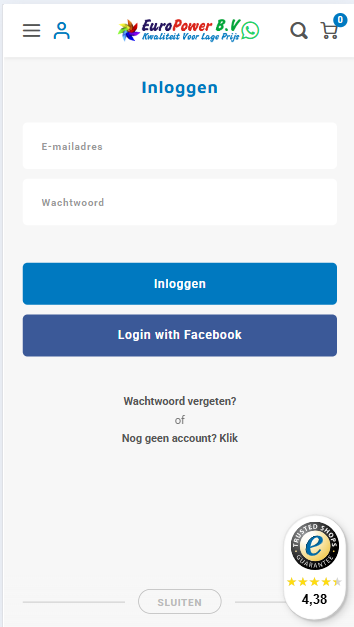 EuroPower B.V
Kwaliteit Voor Lage Prijs
0
Inloggen
E-mailadres
Wachtwoord
Inloggen
Login with Facebook
Wachtwoord vergeten?
of
Nog geen account? Klik
TRUSTED SHOPS
e
GUARANTEE
4,38
SLUITEN